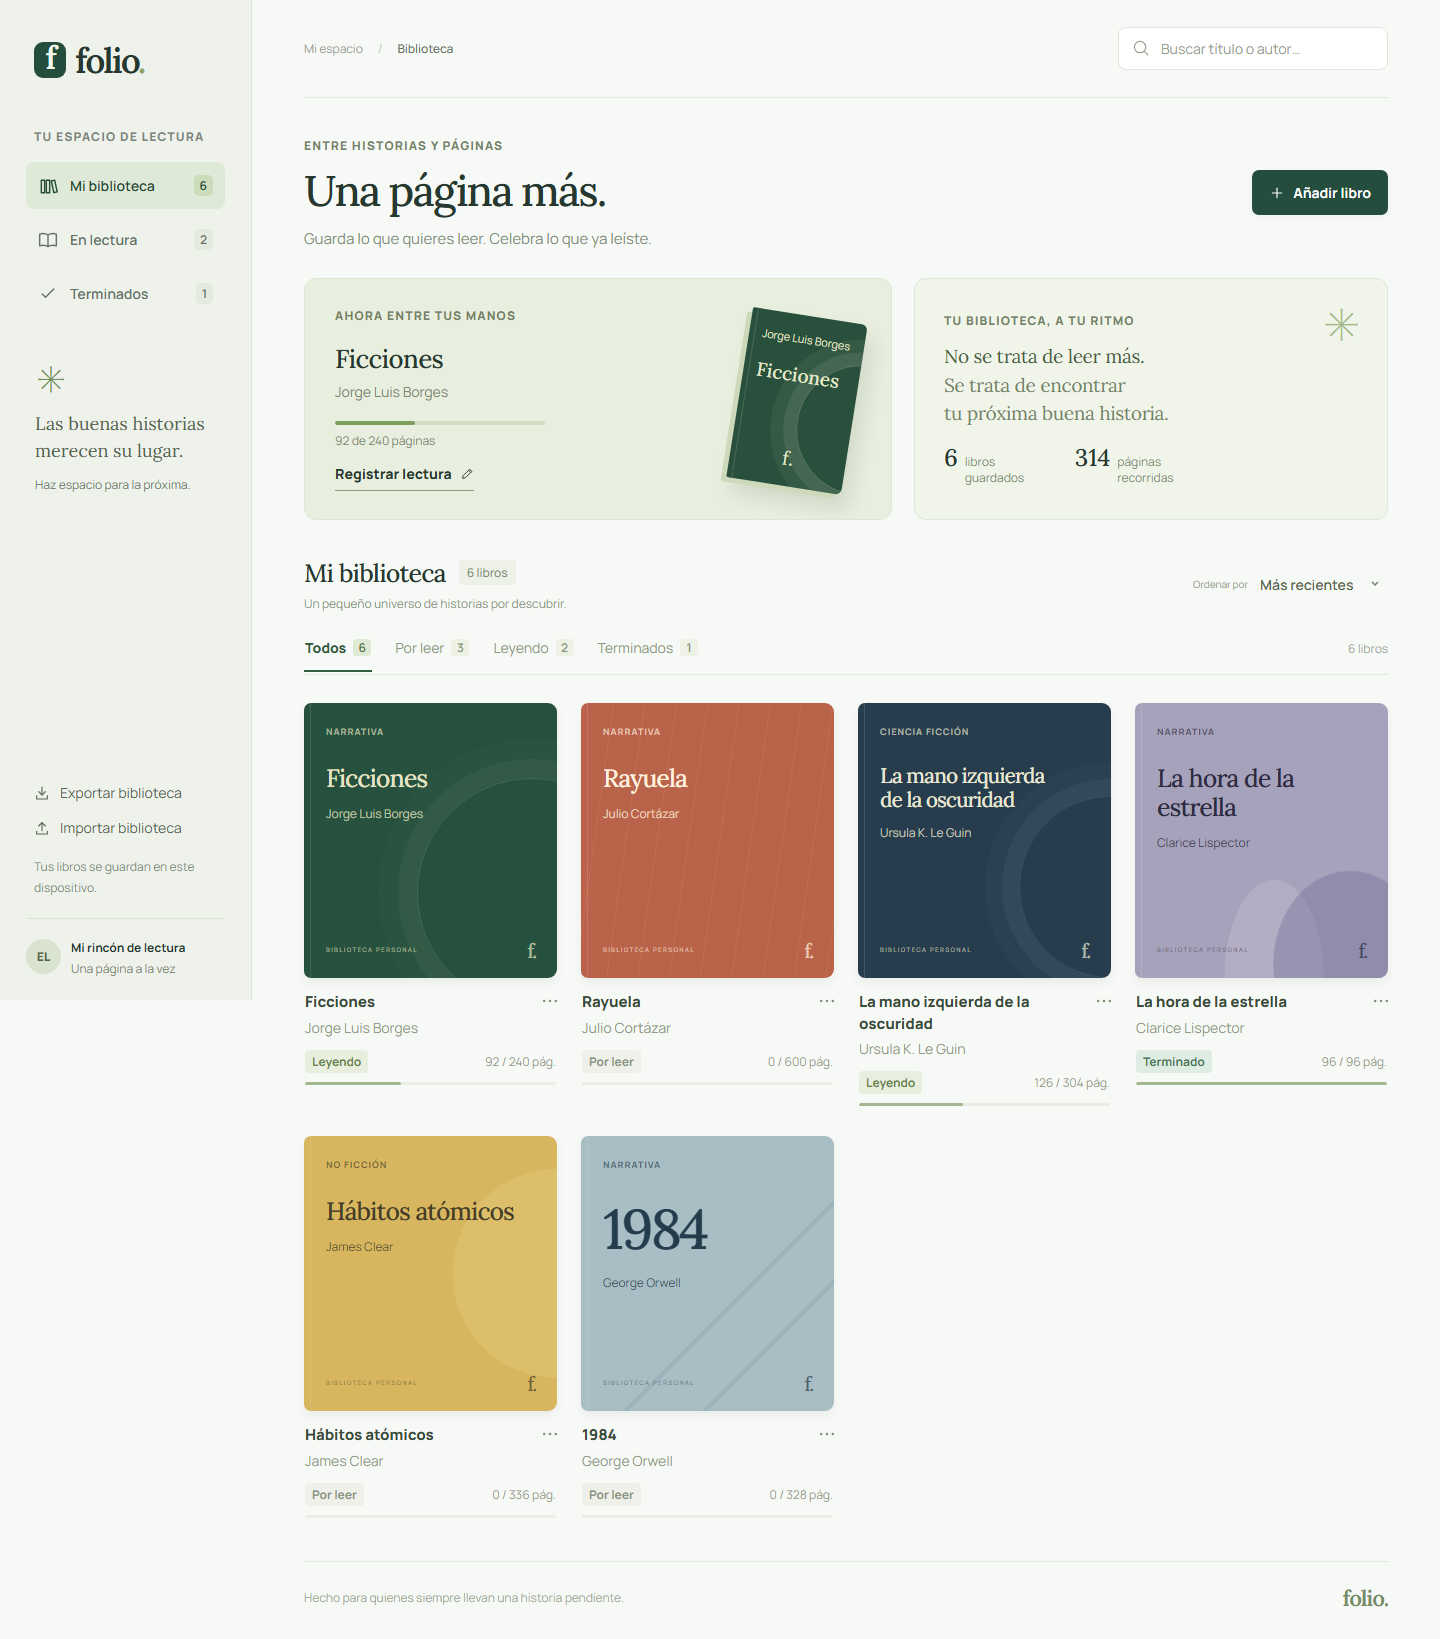 f folio.
TU ESPACIO DE LECTURA
Mi biblioteca 6
En lectura 2
Terminados 1
Las buenas historias
merecen su lugar.
Haz espacio para la próxima.
Exportar biblioteca
Importar biblioteca
Tus libros se guardan en este
dispositivo.
EL
Mi rincón de lectura
Una página a la vez
Mi espacio / Biblioteca
Buscar título o autor...
ENTRE HISTORIAS Y PÁGINAS
Una página más.
Guarda lo que quieres leer. Celebra lo que ya leíste.
+ Añadir libro
AHORA ENTRE TUS MANOS
Ficciones
Jorge Luis Borges
92 de 240 páginas
Registrar lectura
Jorge Luis Borges
Ficciones
f.
TU BIBLIOTECA, A TU RITMO
No se trata de leer más.
Se trata de encontrar
tu próxima buena historia.
6 libros guardados
314 páginas recorridas
Mi biblioteca 6 libros
Un pequeño universo de historias por descubrir.
Ordenar por Más recientes
Todos 6 Por leer 3 Leyendo 2 Terminados 1
6 libros
NARRATIVA
Ficciones
Jorge Luis Borges
BIBLIOTECA PERSONAL f.
Ficciones ...
Jorge Luis Borges
Leyendo 92 / 240 pág.
NARRATIVA
Rayuela
Julio Cortázar
BIBLIOTECA PERSONAL f.
Rayuela ...
Julio Cortázar
Por leer 0 / 600 pág.
CIENCIA FICCIÓN
La mano izquierda
de la oscuridad
Ursula K. Le Guin
BIBLIOTECA PERSONAL f.
La mano izquierda de la ...
oscuridad
Ursula K. Le Guin
Leyendo 126 / 304 pág.
NARRATIVA
La hora de la
estrella
Clarice Lispector
BIBLIOTECA PERSONAL f.
La hora de la estrella ...
Clarice Lispector
Terminado 96 / 96 pág.
NO FICCIÓN
Hábitos atómicos
James Clear
BIBLIOTECA PERSONAL f.
Hábitos atómicos ...
James Clear
Por leer 0 / 336 pág.
NARRATIVA
1984
George Orwell
BIBLIOTECA PERSONAL f.
1984 ...
George Orwell
Por leer 0 / 328 pág.
Hecho para quienes siempre llevan una historia pendiente.
folio.